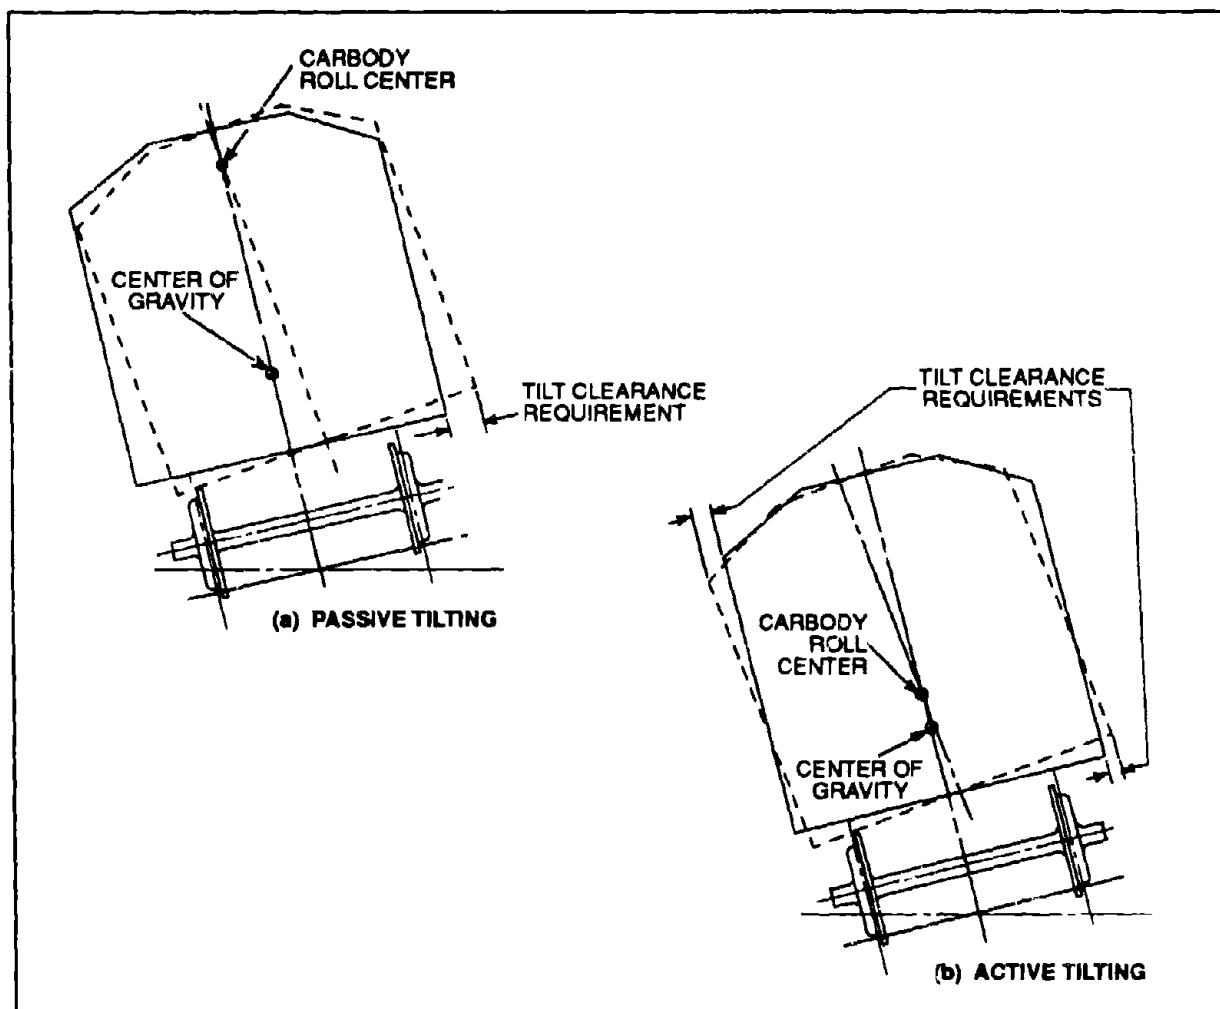 CARBODY
ROLL CENTER
CENTER OF
GRAVITY
TILT CLEARANCE
REQUIREMENT
(a) PASSIVE TILTING
TILT CLEARANCE
REQUIREMENTS
CARBODY
ROLL
CENTER
CENTER OF
GRAVITY
(b) ACTIVE TILTING